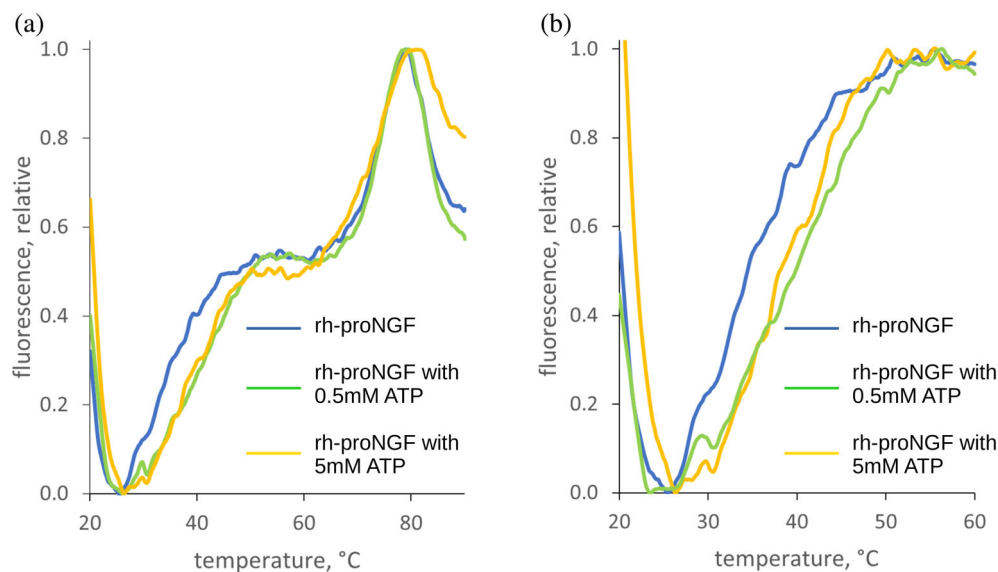 (a)
1.0
0.8
0.6
0.4
0.2
0.0
fluorescence, relative
rh-proNGF
rh-proNGF with
0.5mM ATP
rh-proNGF with
5mM ATP
20
40
60
80
temperature, °C
(b)
1.0
0.8
0.6
0.4
0.2
0.0
fluorescence, relative
rh-proNGF
rh-proNGF with
0.5mM ATP
rh-proNGF with
5mM ATP
20
30
40
50
60
temperature, °C